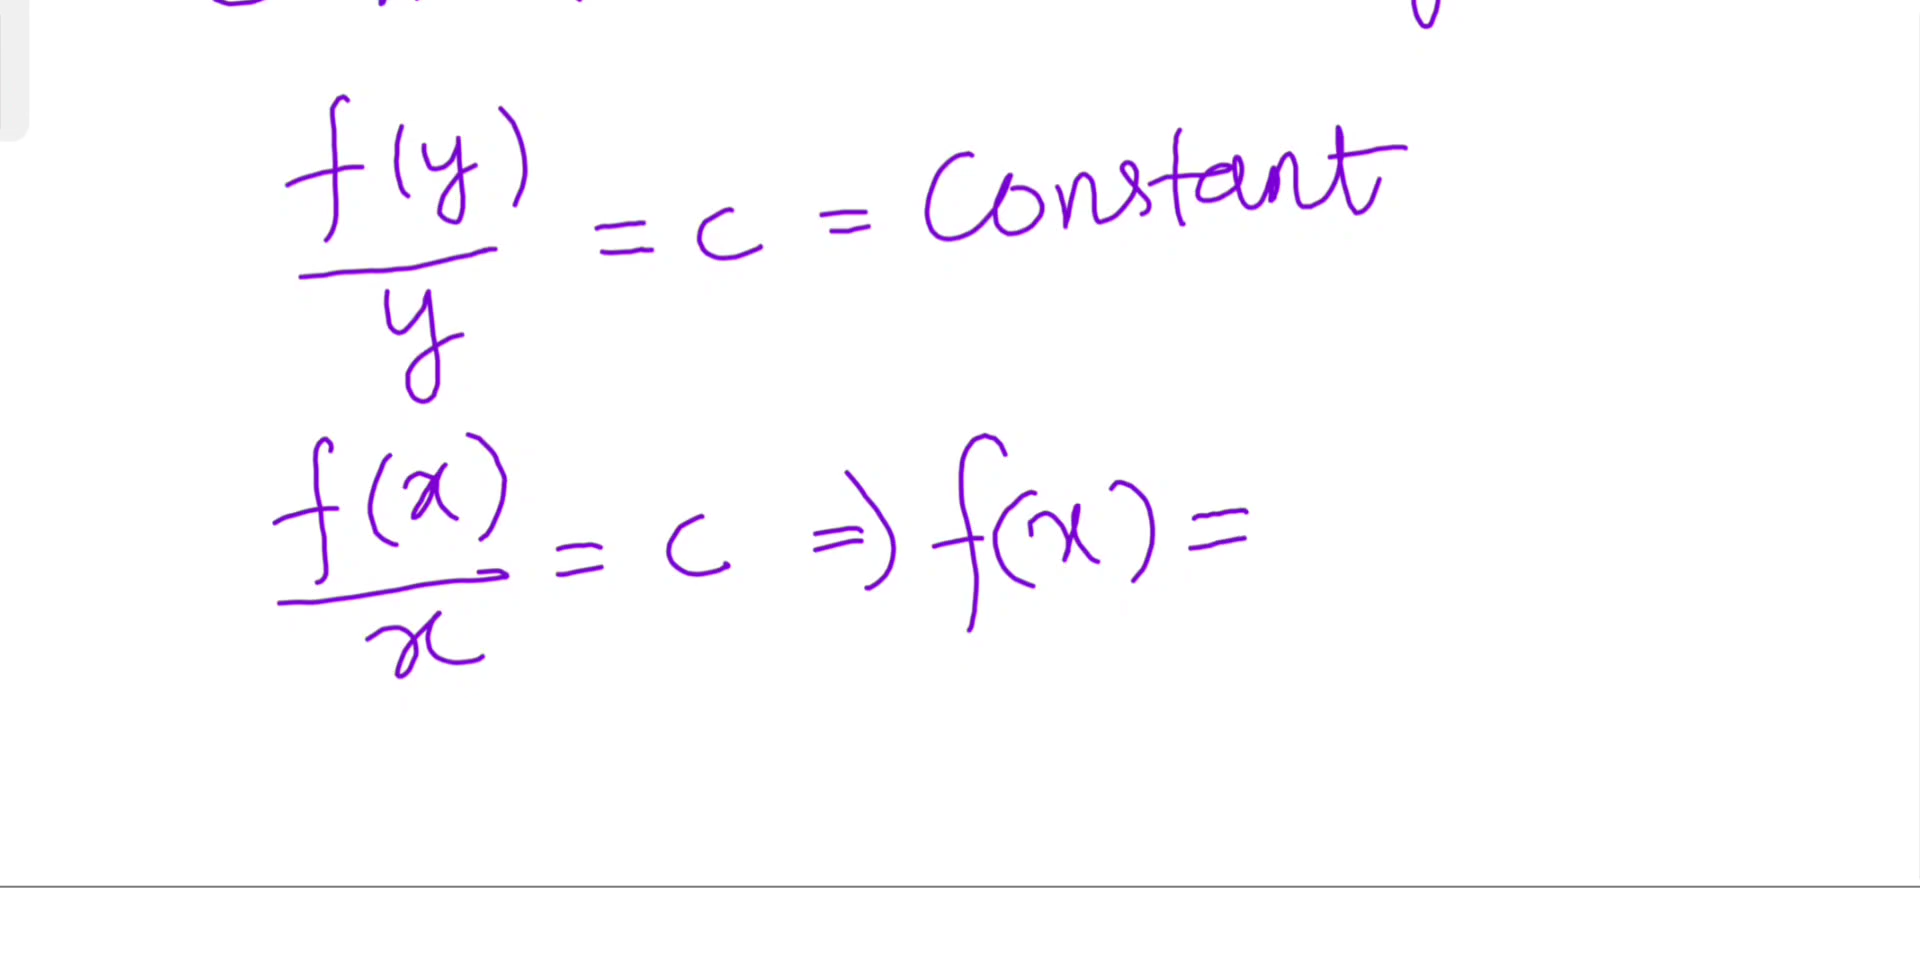 f(y)/y = c = constant
f(x)/x = c ⇒ f(x) =